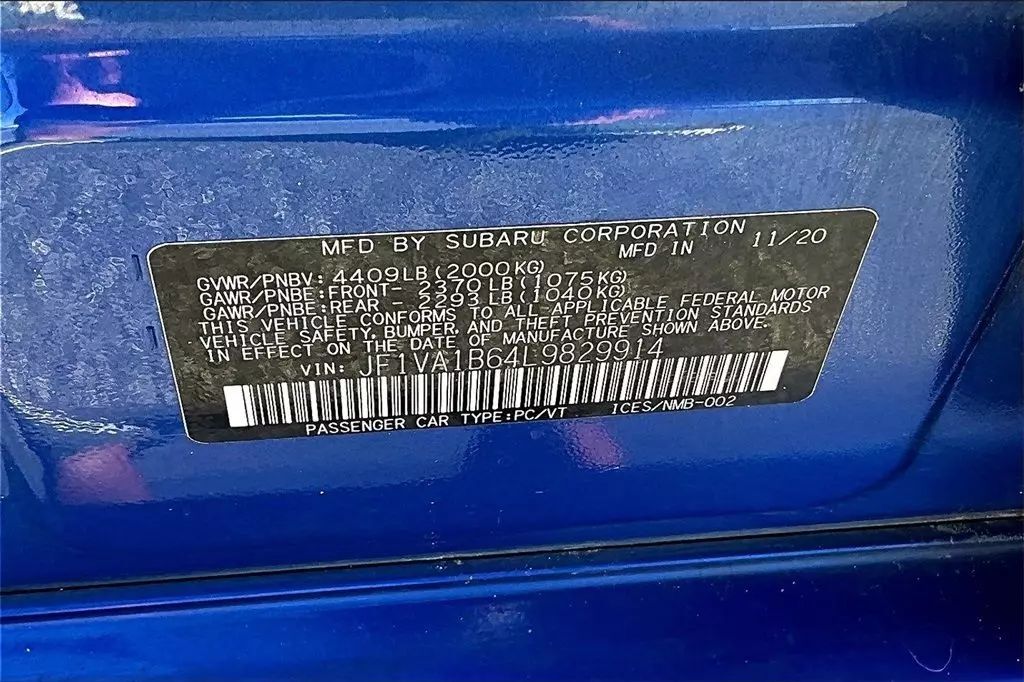 MFD BY SUBARU CORPORATION
MFD IN 11/20
GVWR/PNBV: 4409LB(2000KG)
GAWR/PNBE:FRONT- 2370LB(1075KG)
GAWR/PNBE:REAR - 2293LB(1040KG)
THIS VEHICLE CONFORMS TO ALL APPLICABLE FEDERAL MOTOR
VEHICLE SAFETY, BUMPER, AND THEFT PREVENTION STANDARDS
IN EFFECT ON THE DATE OF MANUFACTURE SHOWN ABOVE.
VIN: JF1VA1B64L9829914
PASSENGER CAR TYPE:PC/VT ICES/NMB-002